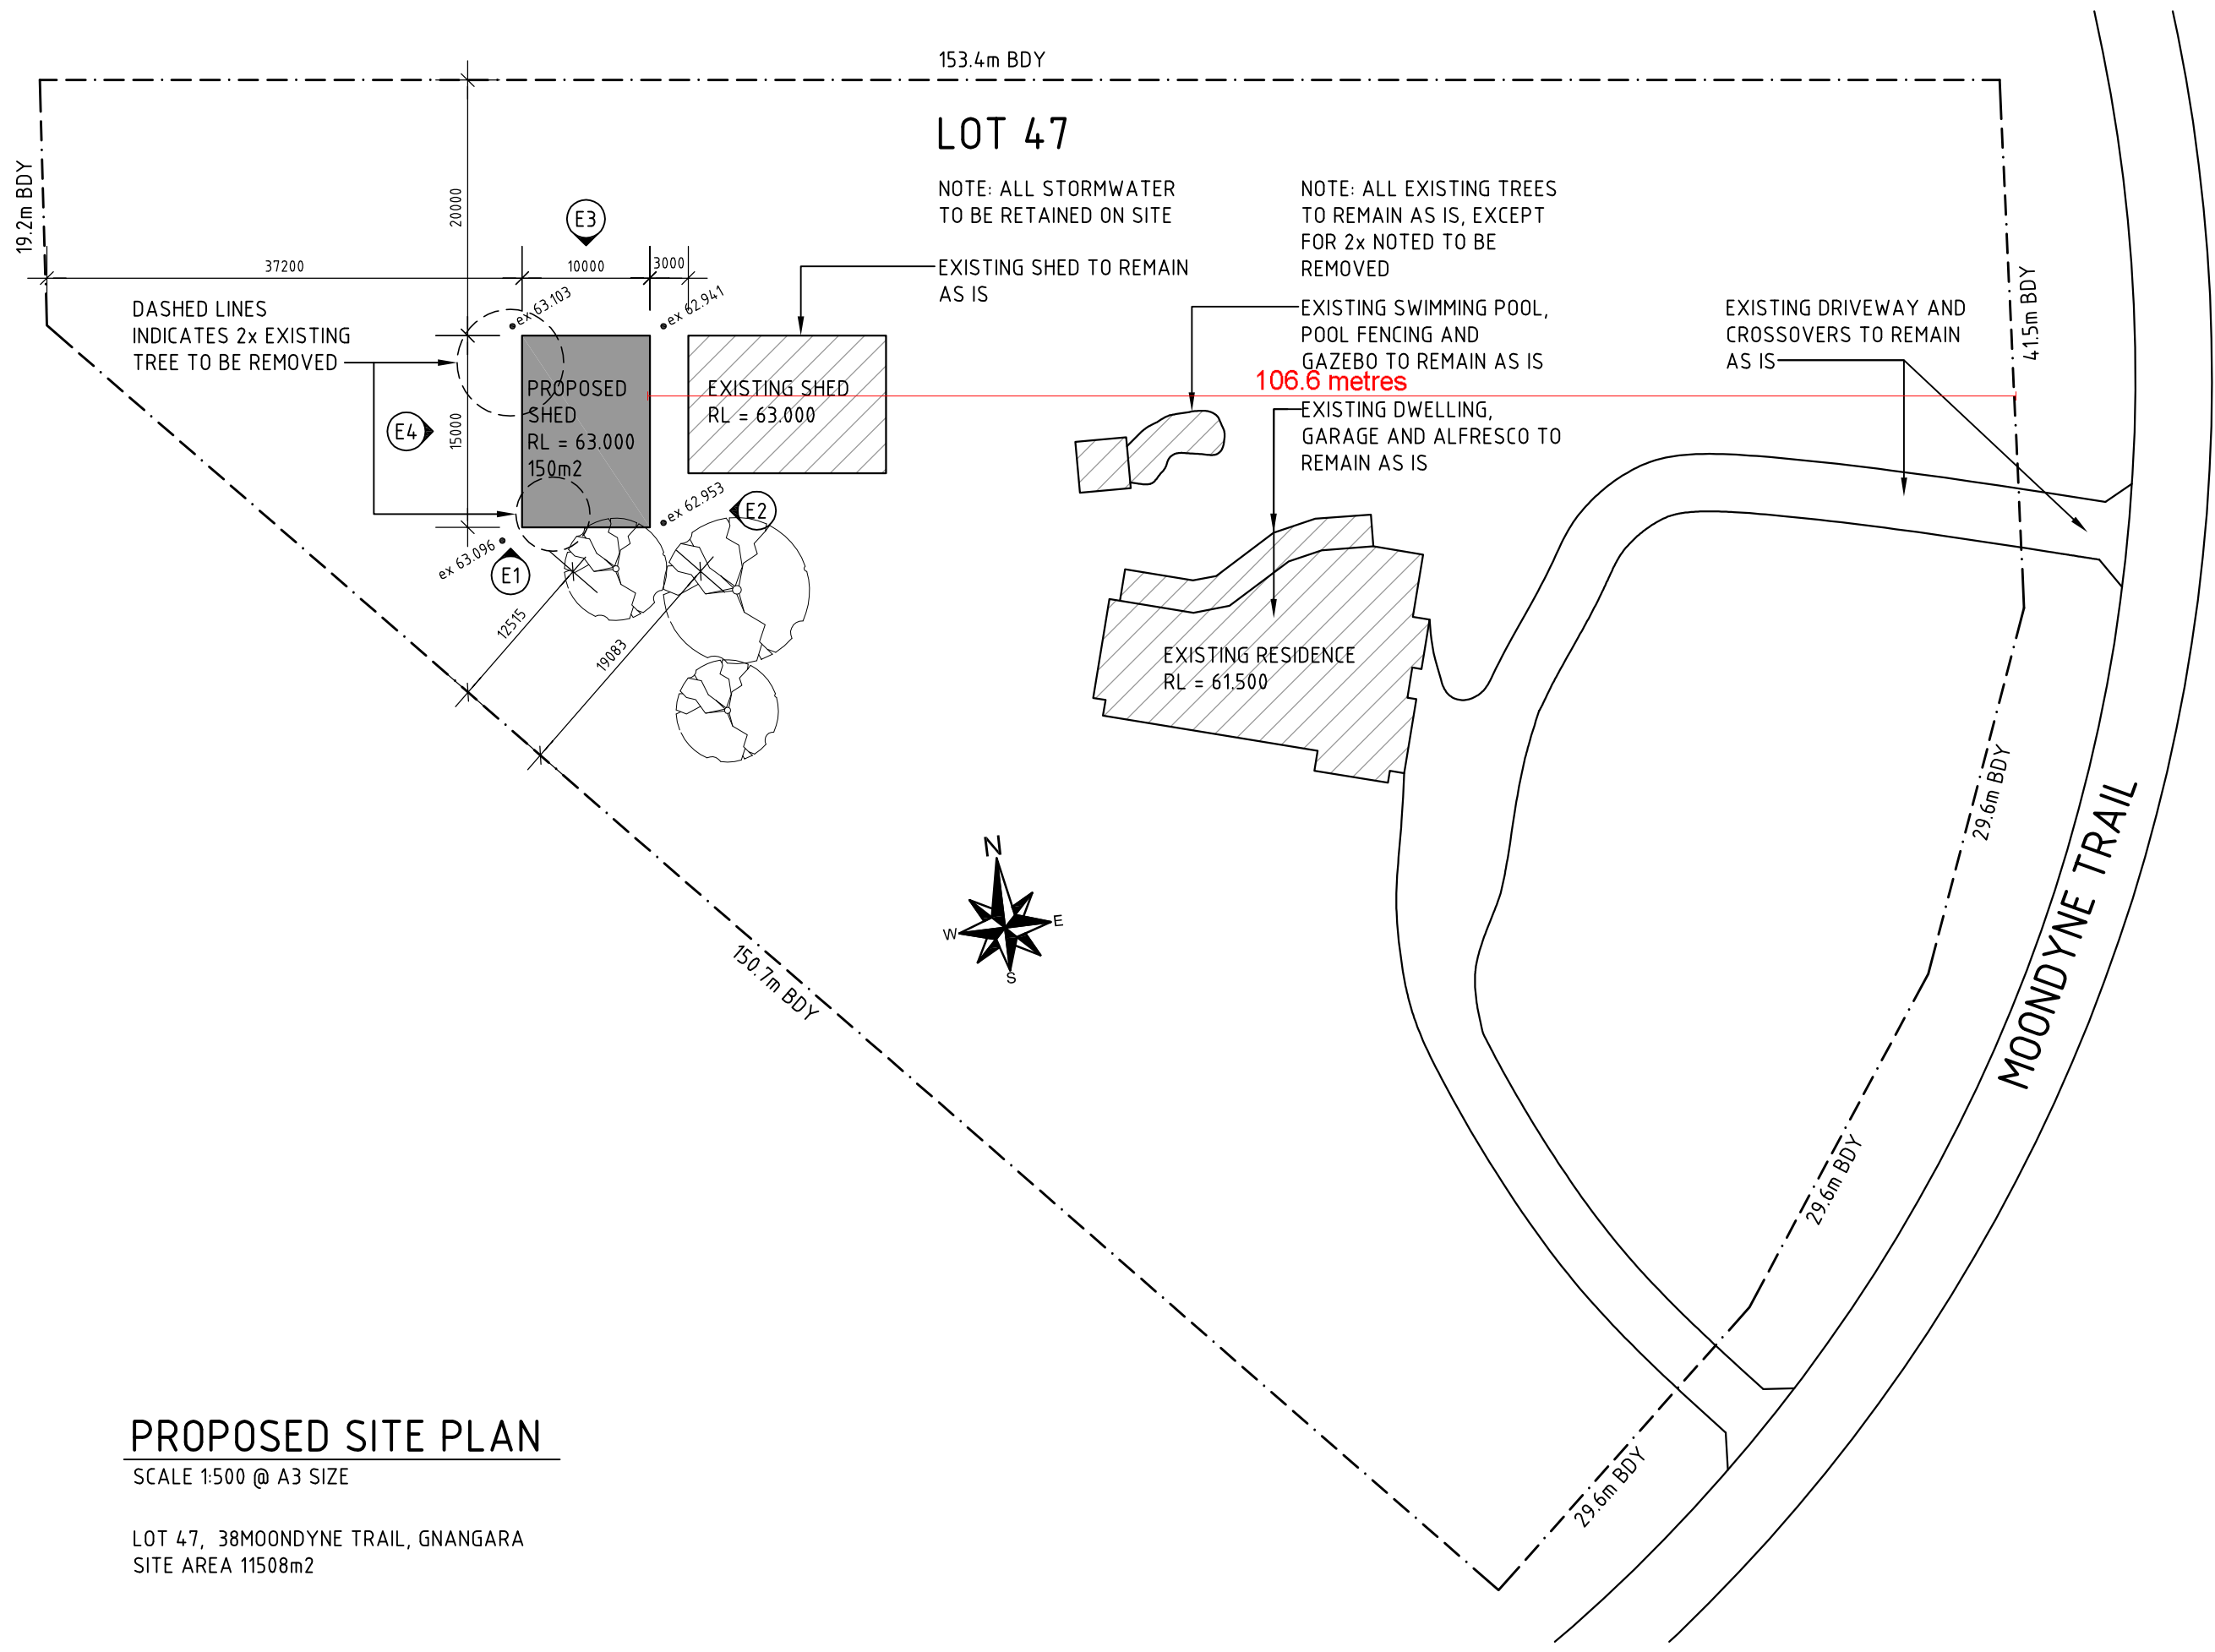 153.4m BDY
LOT 47
19.2m BDY
20000
E3
NOTE: ALL STORMWATER
TO BE RETAINED ON SITE
NOTE: ALL EXISTING TREES
TO REMAIN AS IS, EXCEPT
FOR 2x NOTED TO BE
REMOVED
37200
10000
3000
EXISTING SHED TO REMAIN
AS IS
41.5m BDY
DASHED LINES
INDICATES 2x EXISTING
TREE TO BE REMOVED
ex 63.103
ex 62.941
EXISTING SWIMMING POOL,
POOL FENCING AND
GAZEBO TO REMAIN AS IS
EXISTING DRIVEWAY AND
CROSSOVERS TO REMAIN
AS IS
106.6 metres
PROPOSED
SHED
RL = 63.000
150m2
EXISTING SHED
RL = 63.000
E4
15000
EXISTING DWELLING,
GARAGE AND ALFRESCO TO
REMAIN AS IS
ex 62.953
E2
ex 63.096
E1
12515
19083
EXISTING RESIDENCE
RL = 61.500
29.6m BDY
MOONDYNE TRAIL
N
W
E
S
150.7m BDY
29.6m BDY
29.6m BDY
PROPOSED SITE PLAN
SCALE 1:500 @ A3 SIZE
LOT 47, 38MOONDYNE TRAIL, GNANGARA
SITE AREA 11508m2